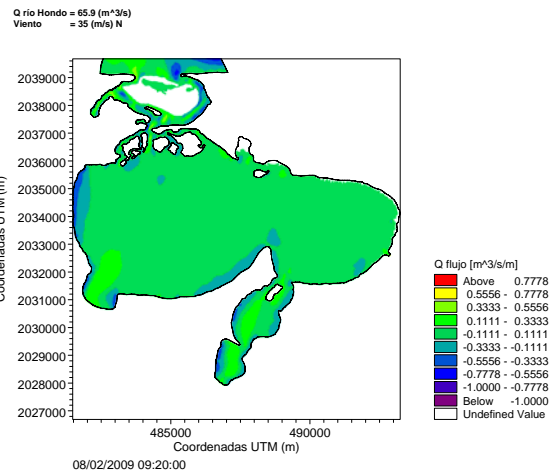 Q río Hondo = 65.9 (m^3/s)
Viento = 35 (m/s) N
2039000
2038000
2037000
2036000
2035000
2034000
2033000
2032000
2031000
2030000
2029000
2028000
2027000
Coordenadas UTM (m)
485000 490000
Coordenadas UTM (m)
08/02/2009 09:20:00
Q flujo [m^3/s/m]
Above 0.7778
0.5556 - 0.7778
0.3333 - 0.5556
0.1111 - 0.3333
-0.1111 - 0.1111
-0.3333 - -0.1111
-0.5556 - -0.3333
-0.7778 - -0.5556
-1.0000 - -0.7778
Below -1.0000
Undefined Value